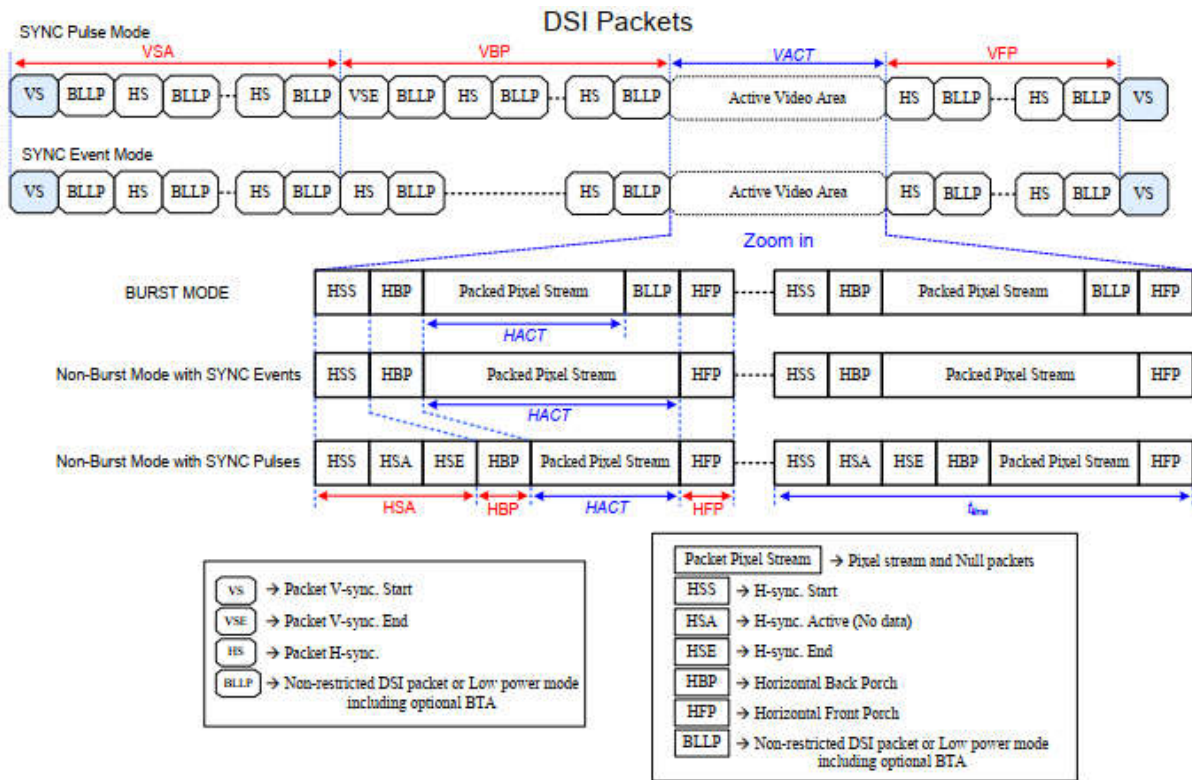 DSI Packets
SYNC Pulse Mode
VSA VBP VACT VFP
VS BLLP HS BLLP HS BLLP VSE BLLP HS BLLP HS BLLP Active Video Area HS BLLP HS BLLP VS
SYNC Event Mode
VS BLLP HS BLLP HS BLLP HS BLLP HS BLLP Active Video Area HS BLLP HS BLLP VS
Zoom in
BURST MODE HSS HBP Packed Pixel Stream BLLP HFP HSS HBP Packed Pixel Stream BLLP HFP
HACT
Non-Burst Mode with SYNC Events HSS HBP Packed Pixel Stream HFP HSS HBP Packed Pixel Stream HFP
HACT
Non-Burst Mode with SYNC Pulses HSS HSA HSE HBP Packed Pixel Stream HFP HSS HSA HSE HBP Packed Pixel Stream HFP
HSA HBP HACT HFP tline
VS → Packet V-sync. Start
VSE → Packet V-sync. End
HS → Packet H-sync.
BLLP → Non-restricted DSI packet or Low power mode
including optional BTA
Packet Pixel Stream → Pixel stream and Null packets
HSS → H-sync. Start
HSA → H-sync. Active (No data)
HSE → H-sync. End
HBP → Horizontal Back Porch
HFP → Horizontal Front Porch
BLLP → Non-restricted DSI packet or Low power mode
including optional BTA